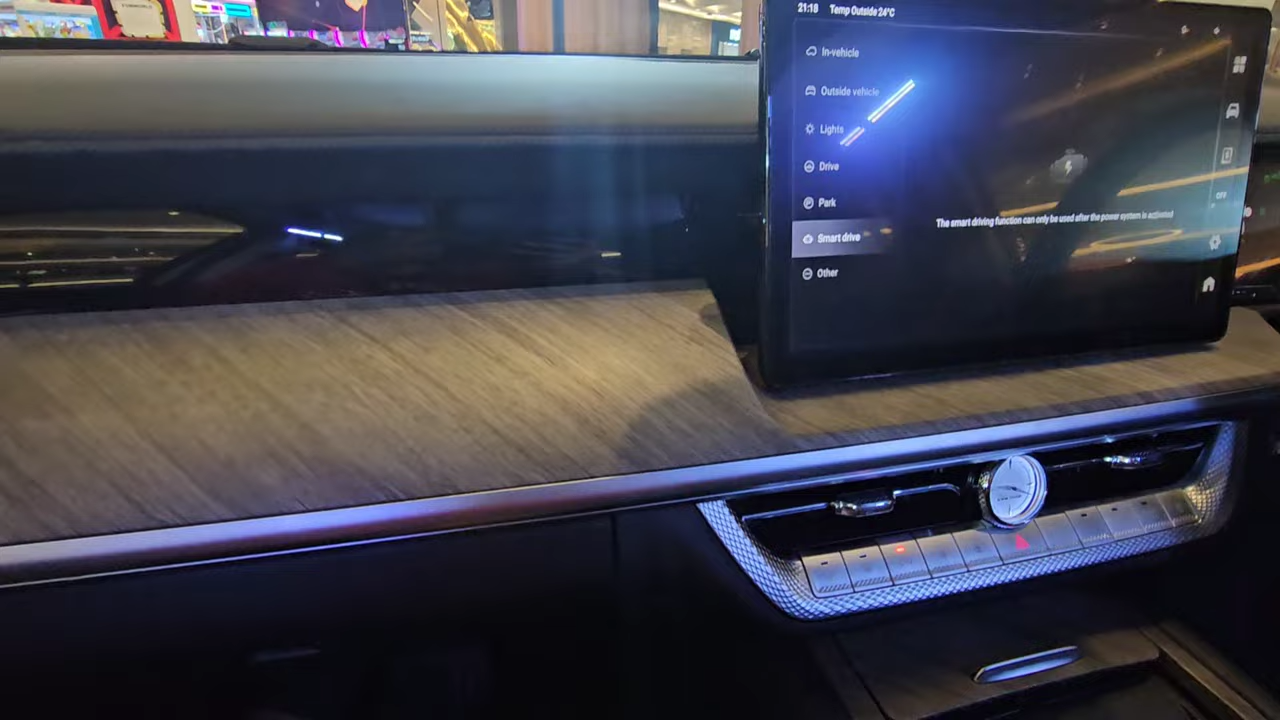 21:18 Temp Outside 24°C
In-vehicle
Outside vehicle
Lights
Drive
Park
Smart drive
Other
The smart driving function can only be used after the power system is activated
OFF